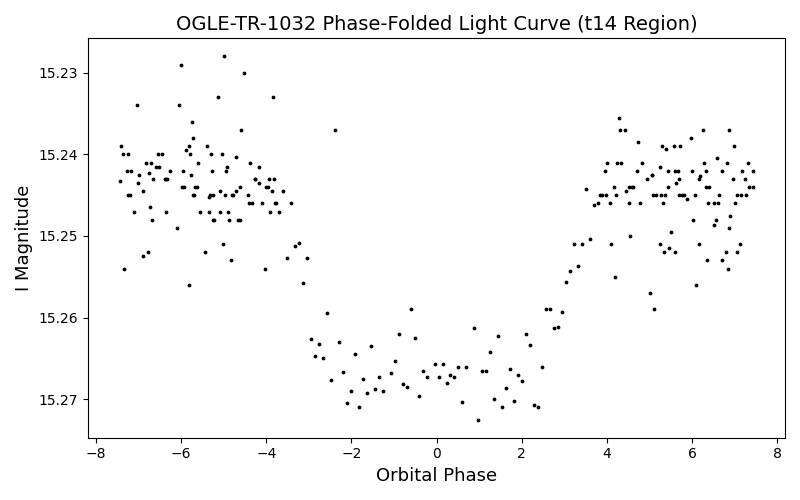 OGLE-TR-1032 Phase-Folded Light Curve (t14 Region)
15.23
15.24
15.25
15.26
15.27
I Magnitude
−8 −6 −4 −2 0 2 4 6 8
Orbital Phase